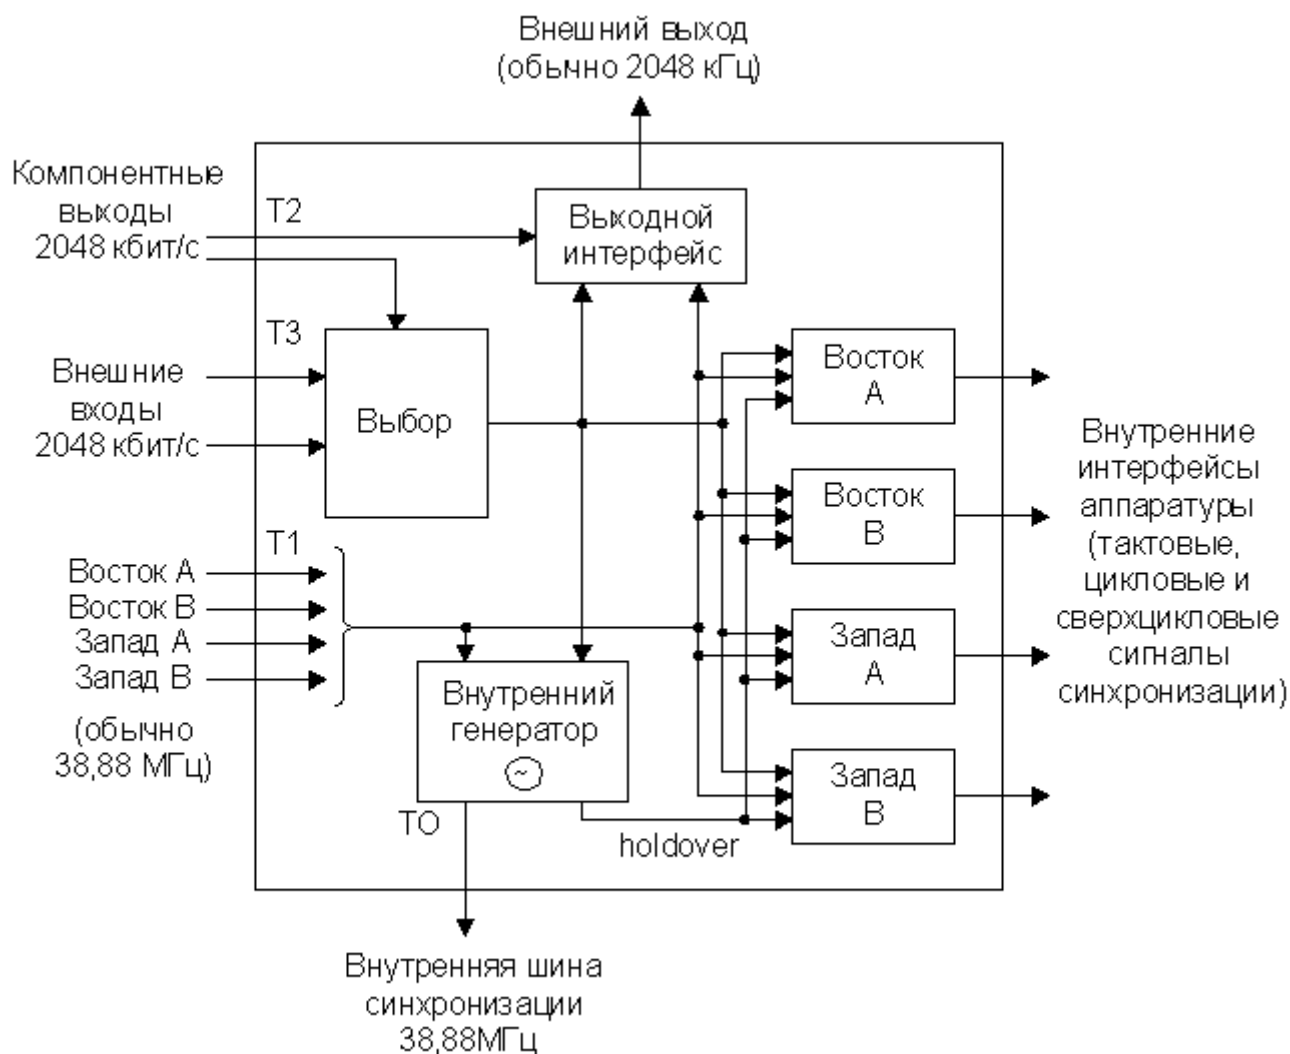 Внешний выход
(обычно 2048 кГц)
Компонентные
выходы
2048 кбит/с
T2
Выходной
интерфейс
T3
Внешние
входы
2048 кбит/с
Выбор
Восток
A
Восток
B
Запад
A
Запад
B
Внутренние
интерфейсы
аппаратуры
(тактовые,
цикловые и
сверхцикловые
сигналы
синхронизации)
T1
Восток A
Восток B
Запад A
Запад B
(обычно
38,88 МГц)
Внутренний
генератор
~
TO
holdover
Внутренняя шина
синхронизации
38,88МГц